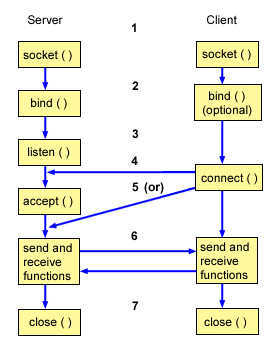 Server 1 Client
socket ( ) socket ( )
2
bind ( ) bind ( )
(optional)
3
listen ( )
4
connect ( )
5 (or)
accept ( )
6
send and
receive
functions
send and
receive
functions
7
close ( ) close ( )